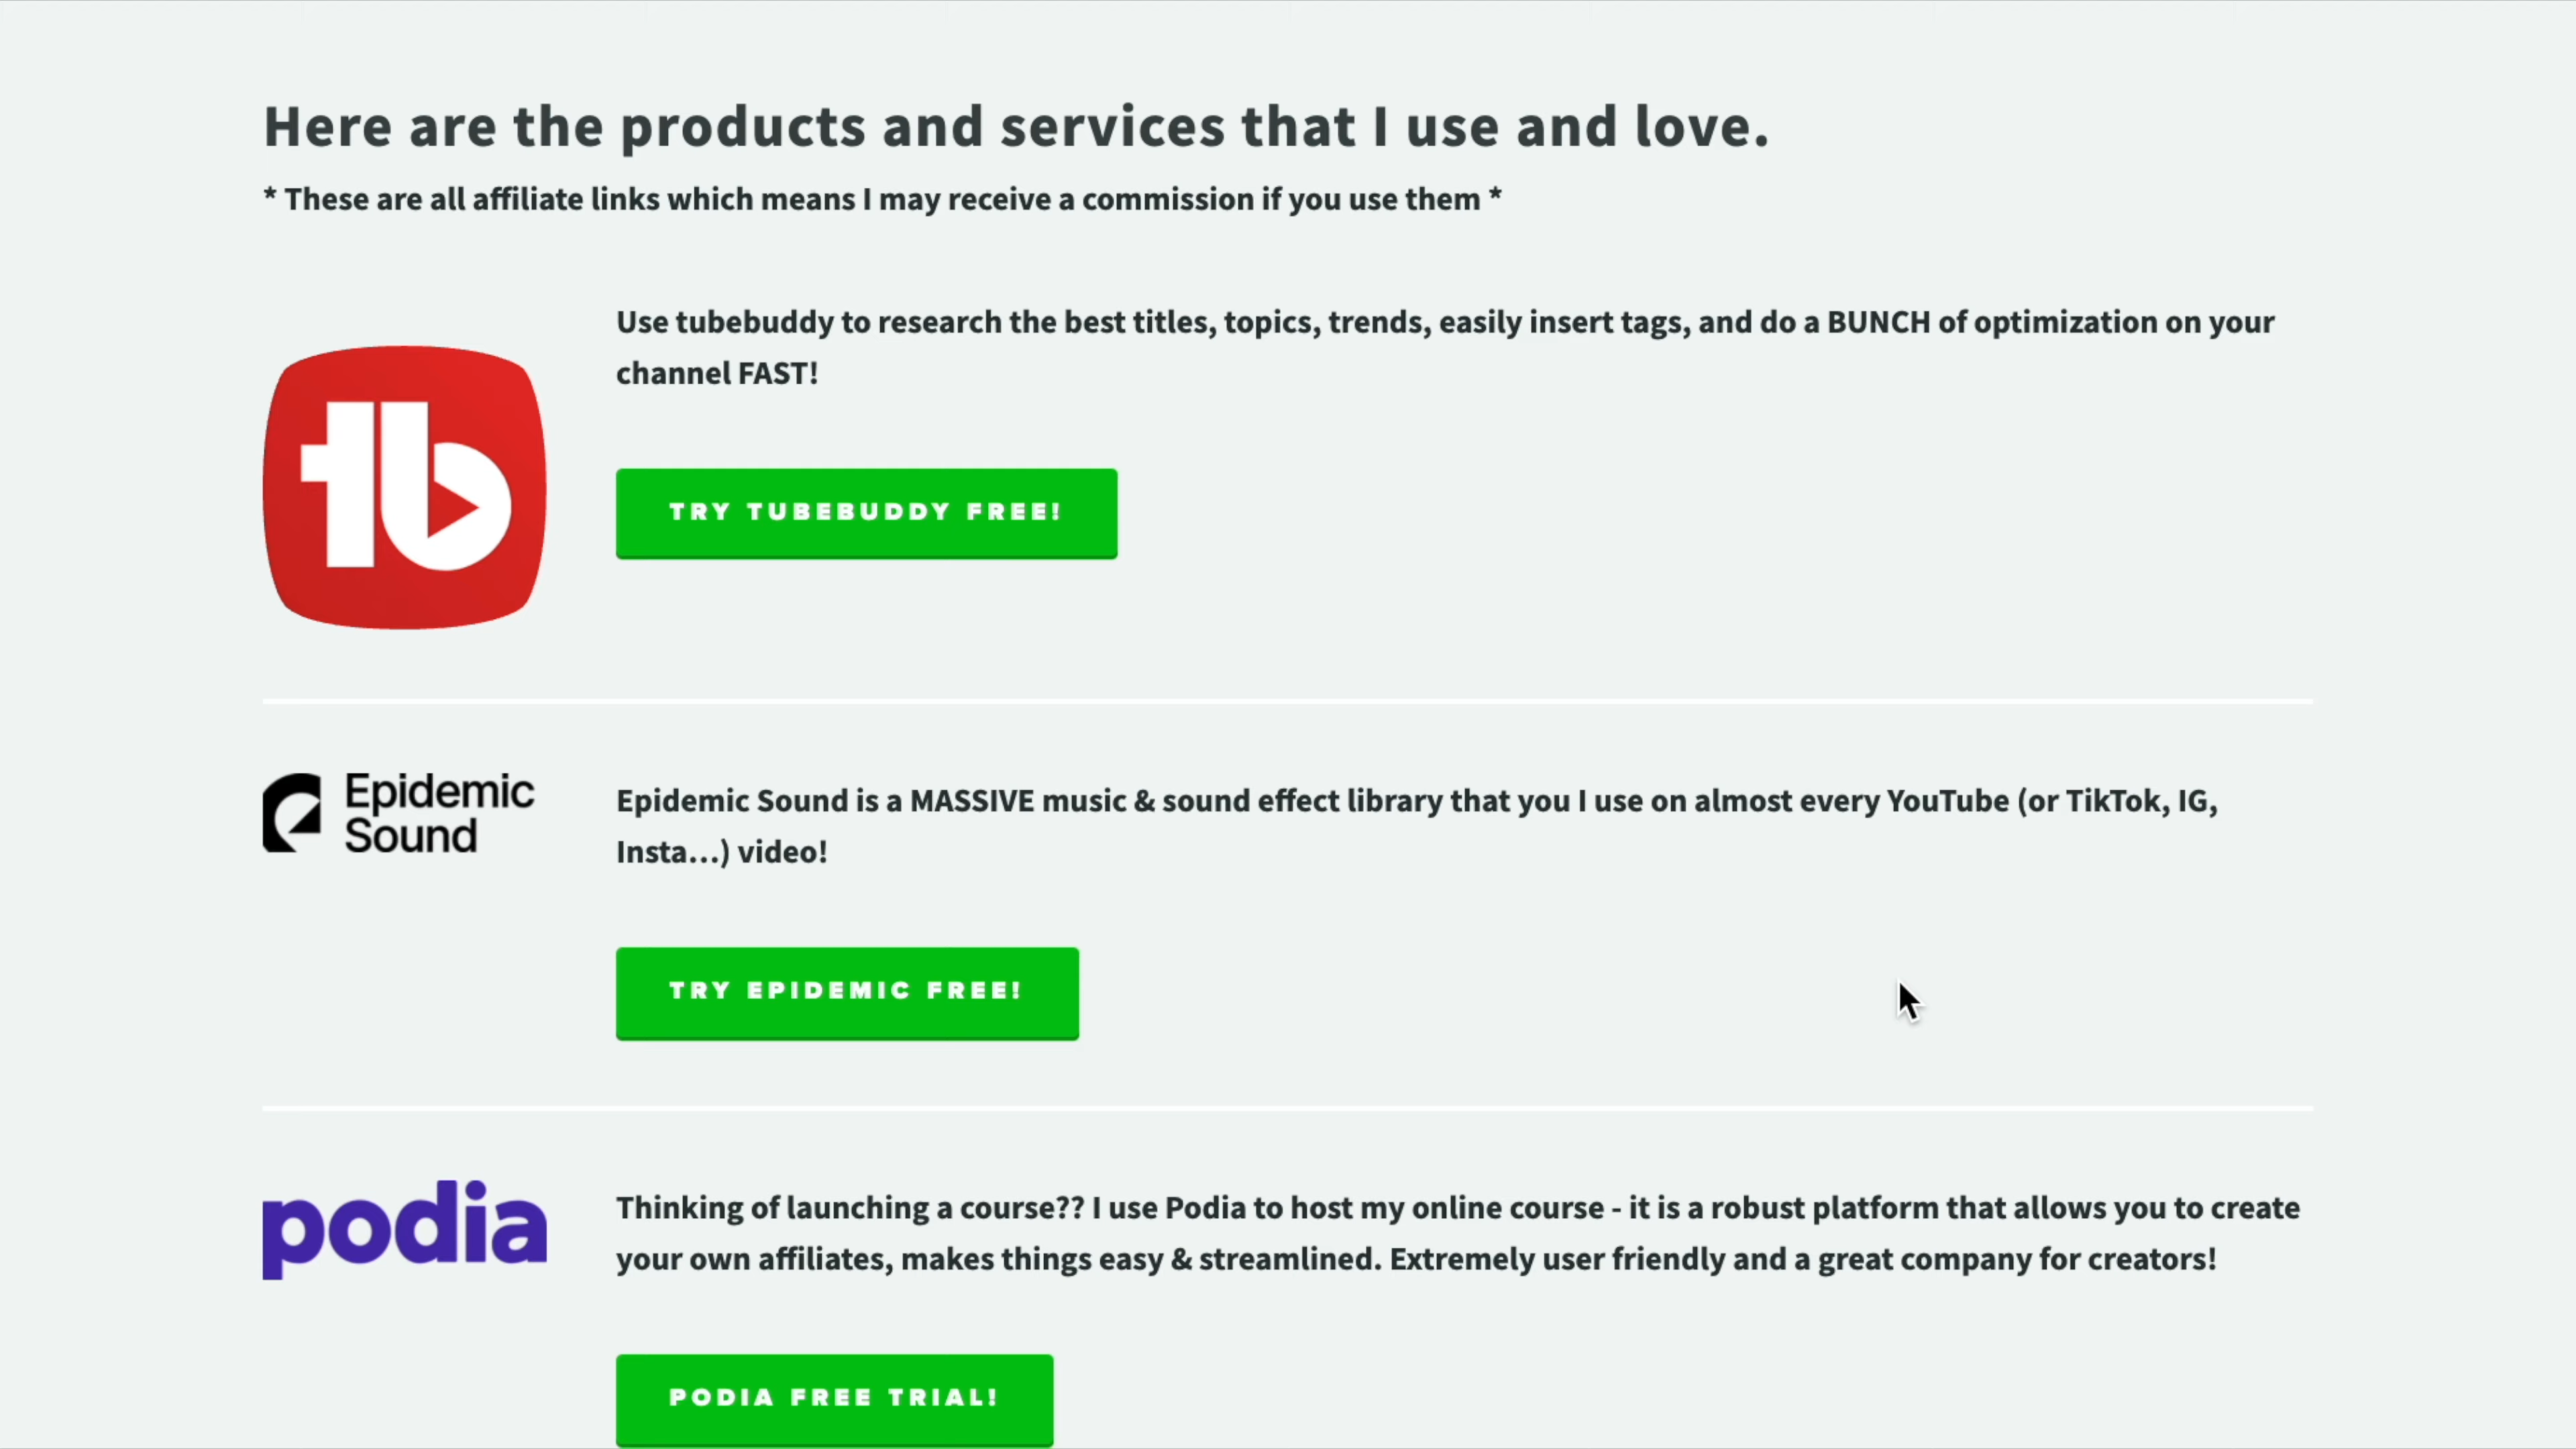 Here are the products and services that I use and love.
* These are all affiliate links which means I may receive a commission if you use them *
Use tubebuddy to research the best titles, topics, trends, easily insert tags, and do a BUNCH of optimization on your
channel FAST!
tb
TRY TUBEBUDDY FREE!
Epidemic
Sound
Epidemic Sound is a MASSIVE music & sound effect library that you I use on almost every YouTube (or TikTok, IG,
Insta...) video!
TRY EPIDEMIC FREE!
podia
Thinking of launching a course?? I use Podia to host my online course - it is a robust platform that allows you to create
your own affiliates, makes things easy & streamlined. Extremely user friendly and a great company for creators!
PODIA FREE TRIAL!